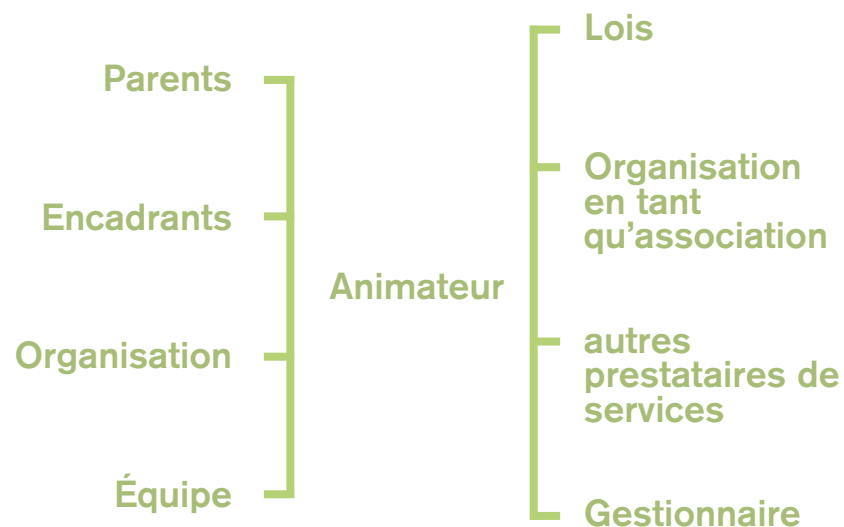 Parents
Encadrants
Organisation
Équipe
Animateur
Lois
Organisation
en tant
qu’association
autres
prestataires de
services
Gestionnaire